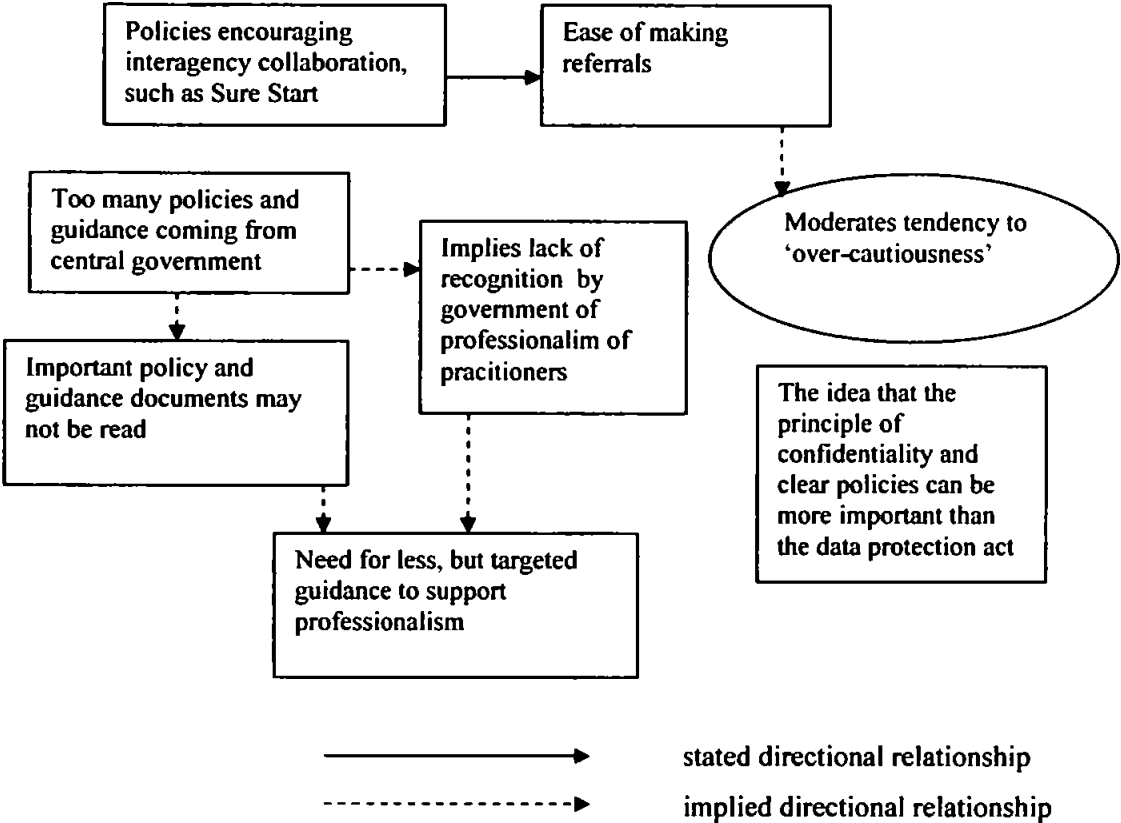 Policies encouraging
interagency collaboration,
such as Sure Start
Ease of making
referrals
Too many policies and
guidance coming from
central government
Implies lack of
recognition by
government of
professionalim of
pracitioners
Moderates tendency to
‘over-cautiousness’
Important policy and
guidance documents may
not be read
The idea that the
principle of
confidentiality and
clear policies can be
more important than
the data protection act
Need for less, but targeted
guidance to support
professionalism
stated directional relationship
implied directional relationship